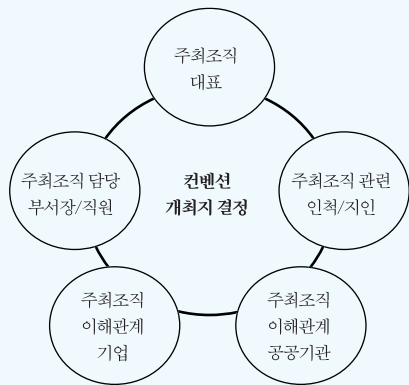 주최조직
대표
주최조직 담당
부서장/직원
컨벤션
개최지 결정
주최조직 관련
인척/지인
주최조직
이해관계
기업
주최조직
이해관계
공공기관